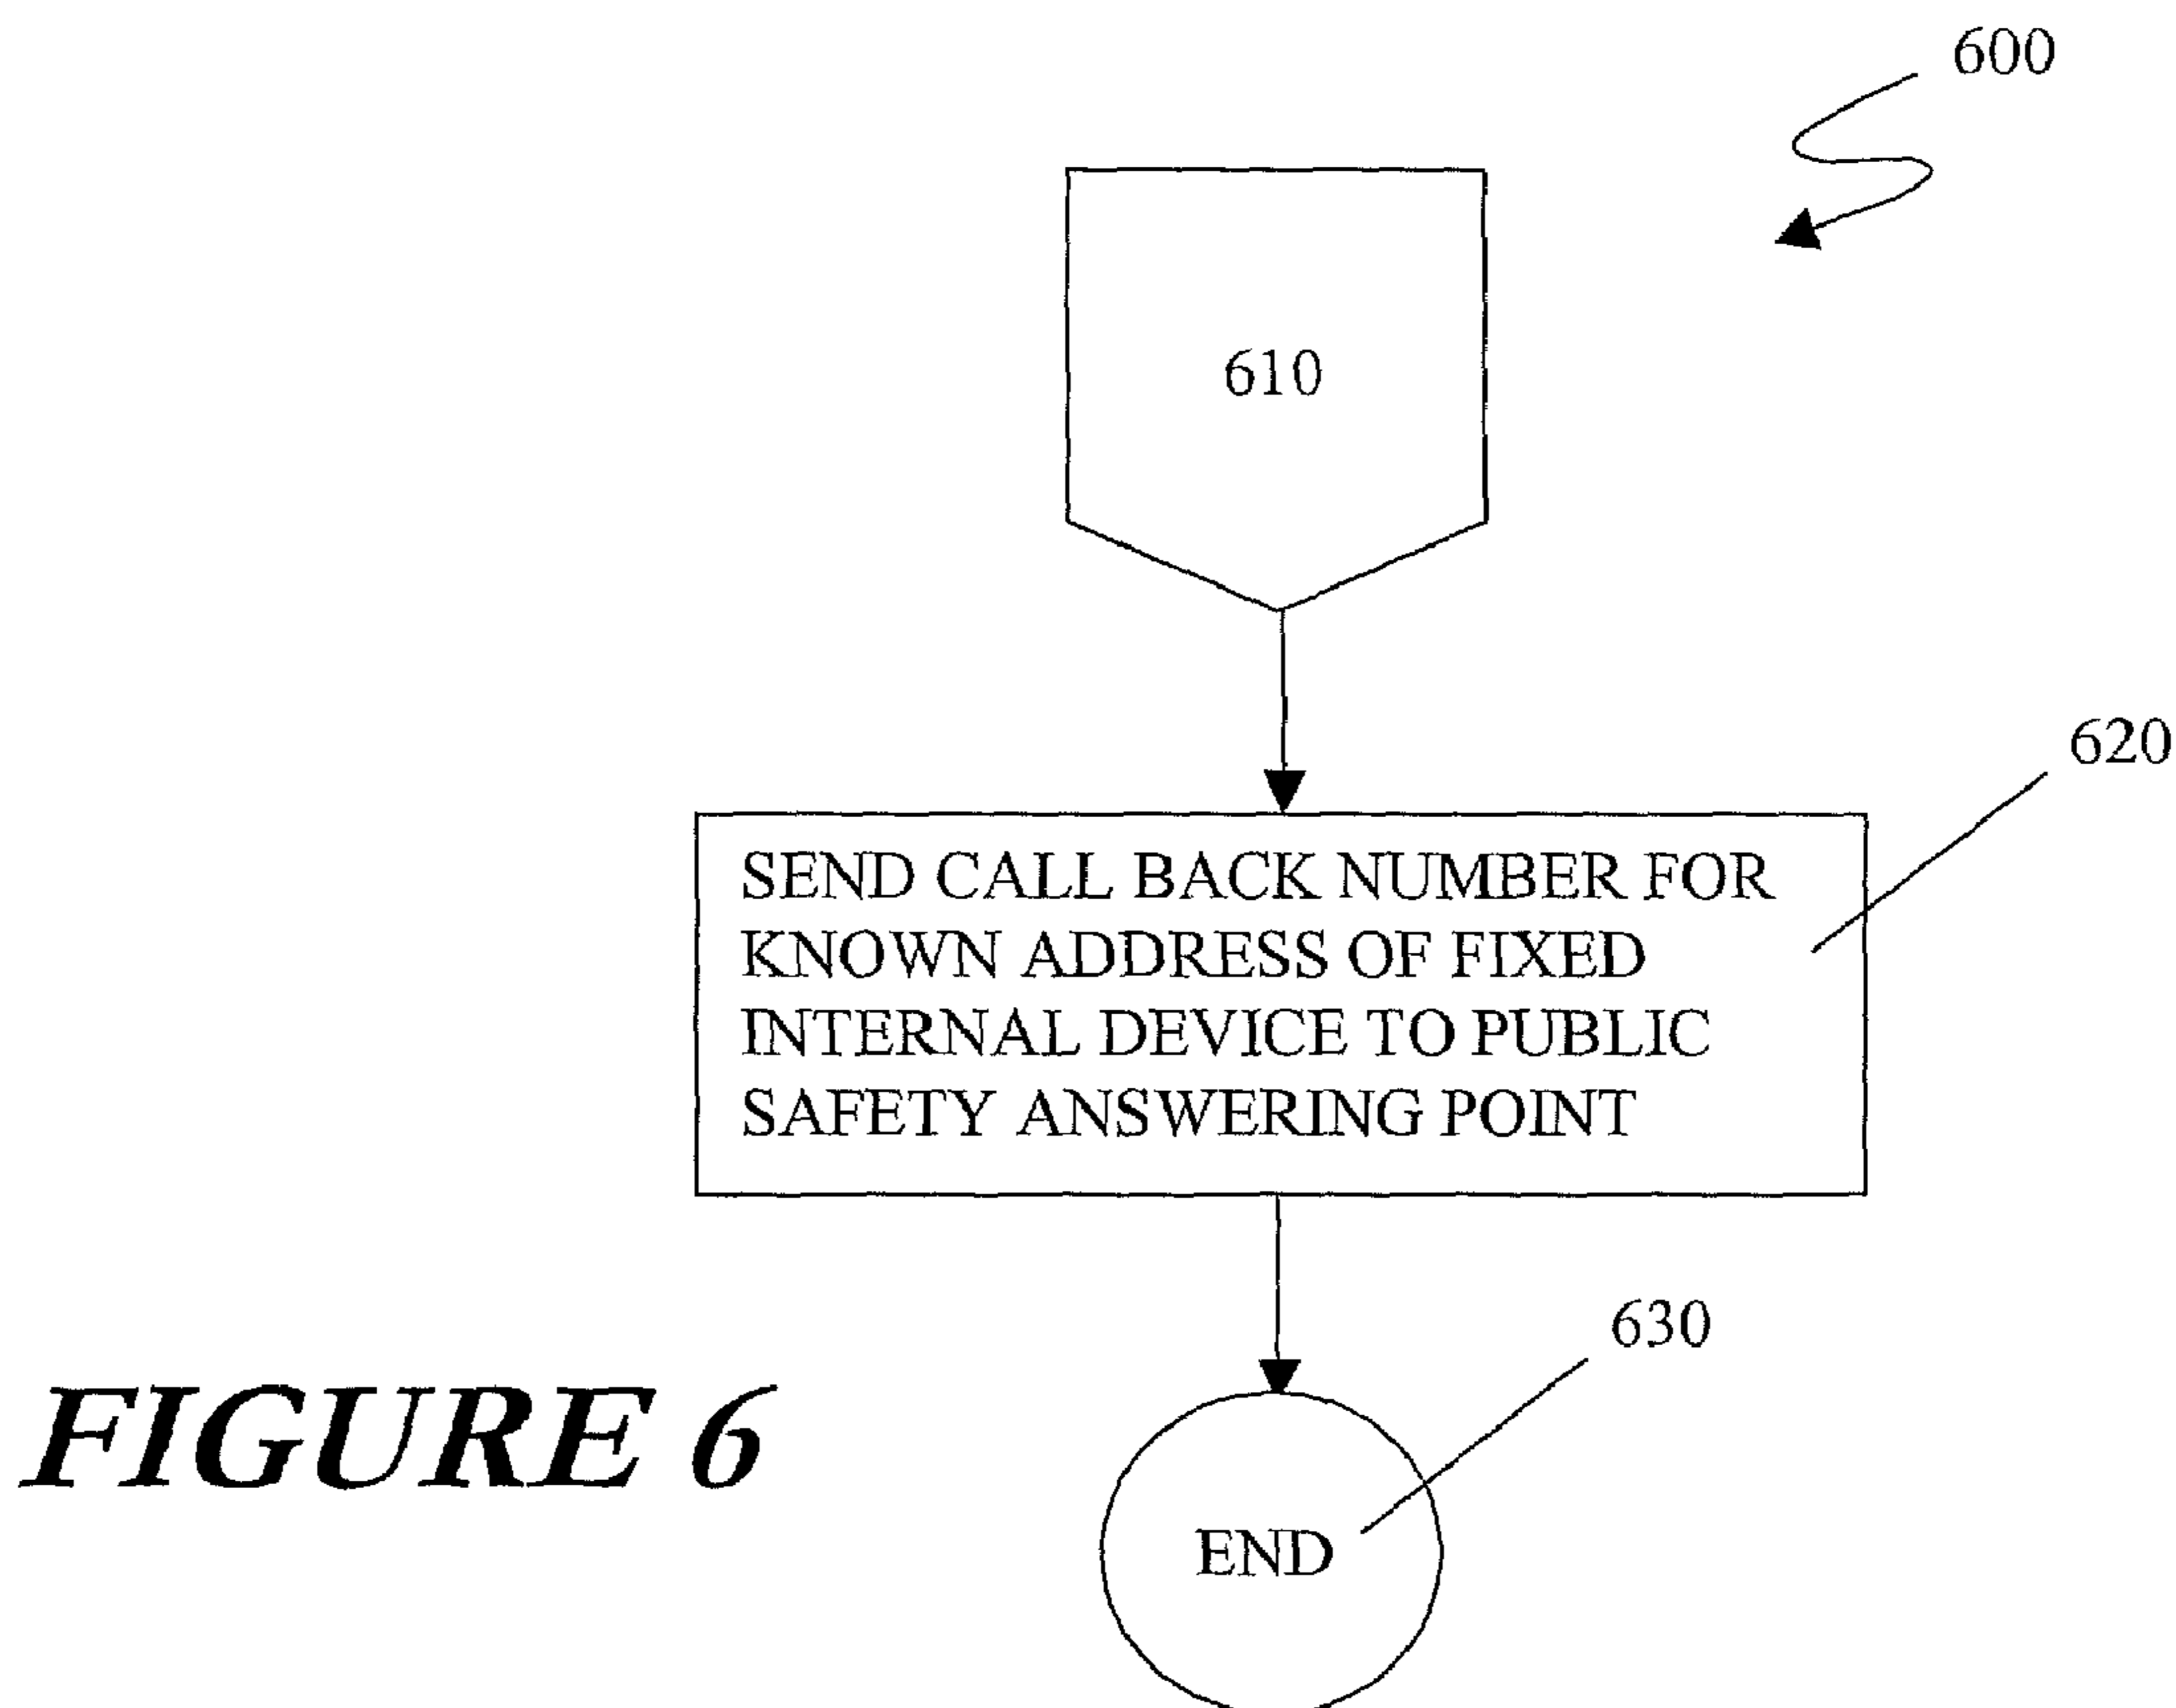 600
610
620
SEND CALL BACK NUMBER FOR
KNOWN ADDRESS OF FIXED
INTERNAL DEVICE TO PUBLIC
SAFETY ANSWERING POINT
630
FIGURE 6
END